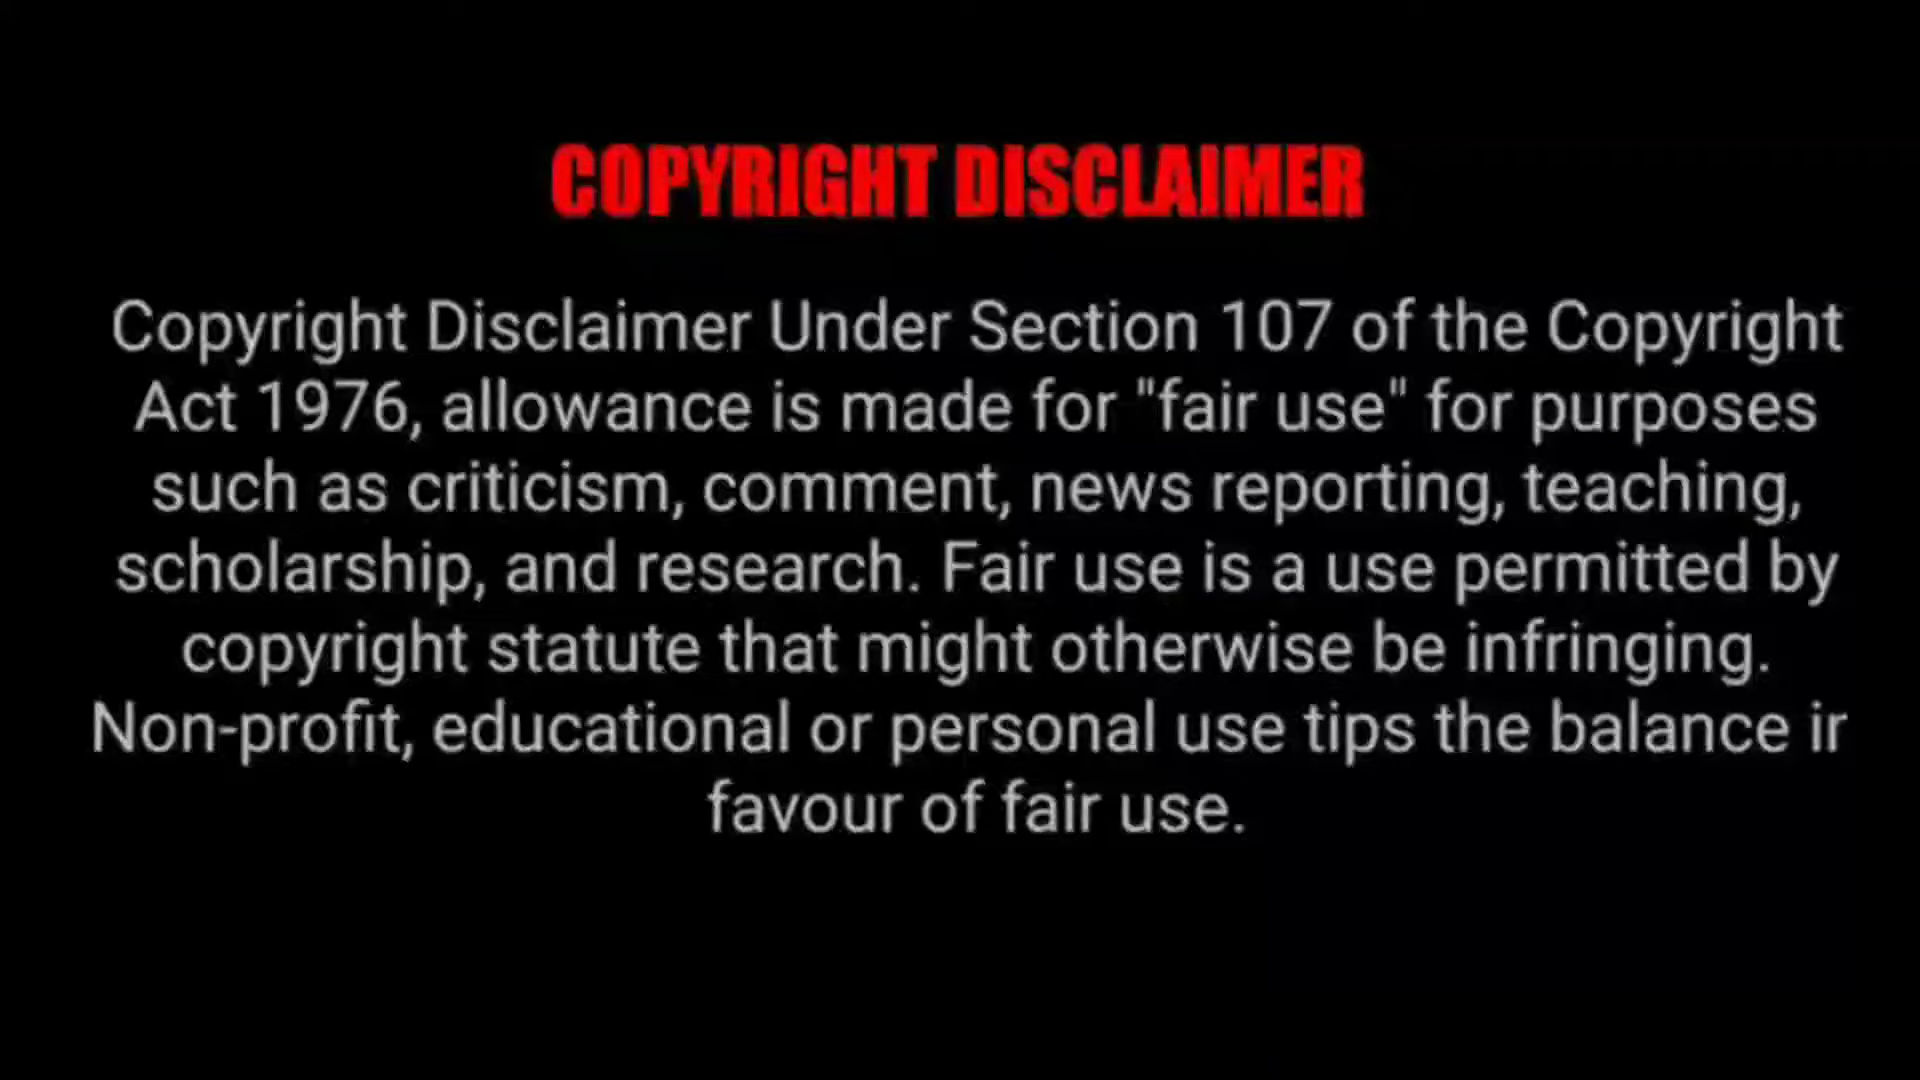 COPYRIGHT DISCLAIMER
Copyright Disclaimer Under Section 107 of the Copyright
Act 1976, allowance is made for "fair use" for purposes
such as criticism, comment, news reporting, teaching,
scholarship, and research. Fair use is a use permitted by
copyright statute that might otherwise be infringing.
Non-profit, educational or personal use tips the balance ir
favour of fair use.